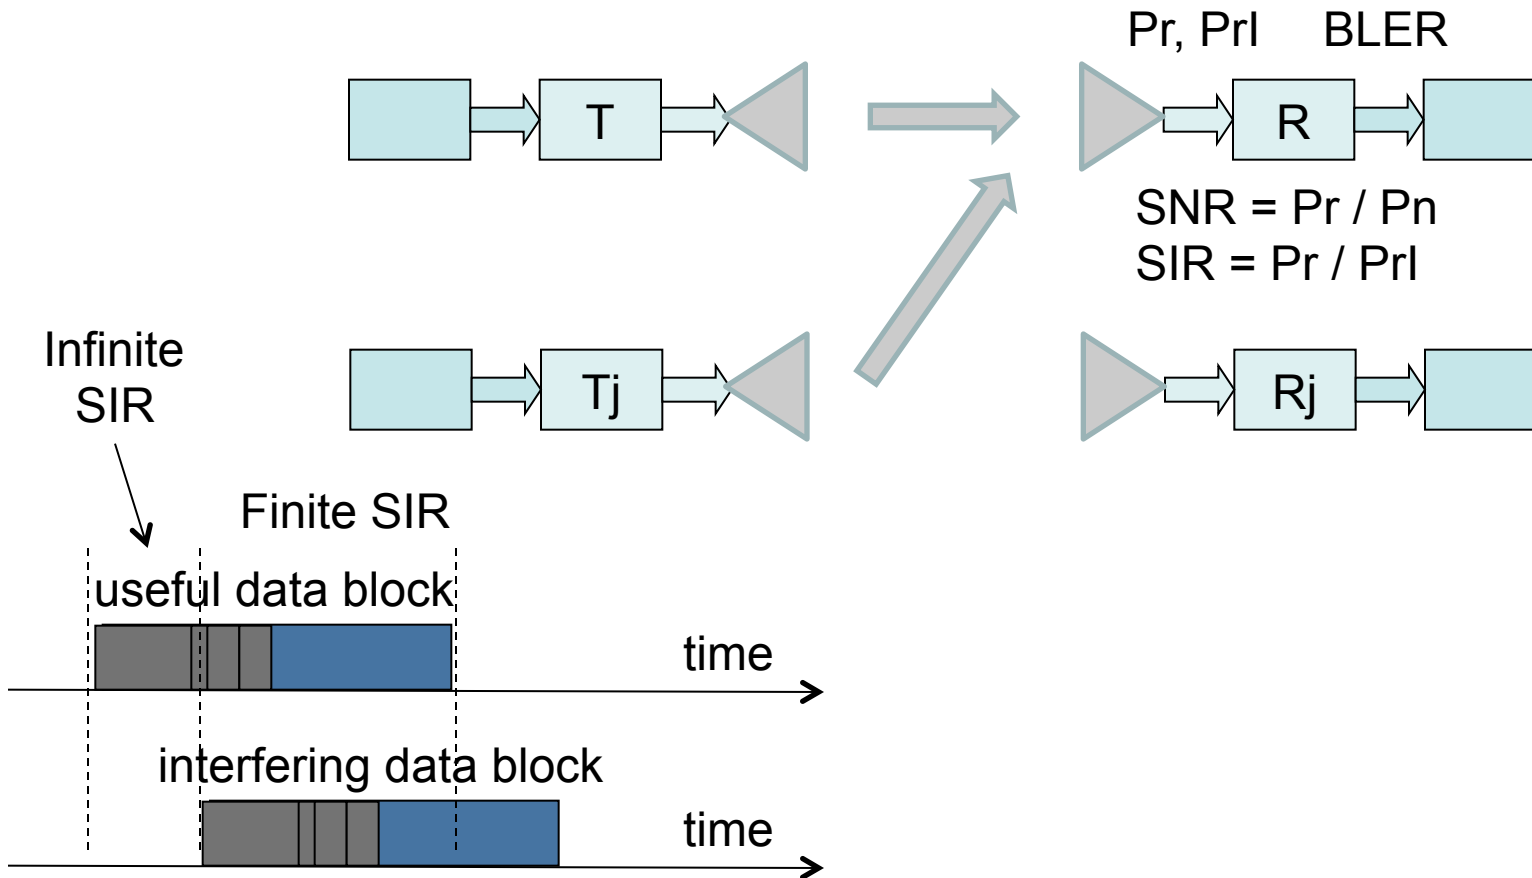 Pr, PrI BLER
T
R
SNR = Pr / Pn
SIR = Pr / PrI
Infinite
SIR
Tj
Rj
Finite SIR
useful data block
time
interfering data block
time